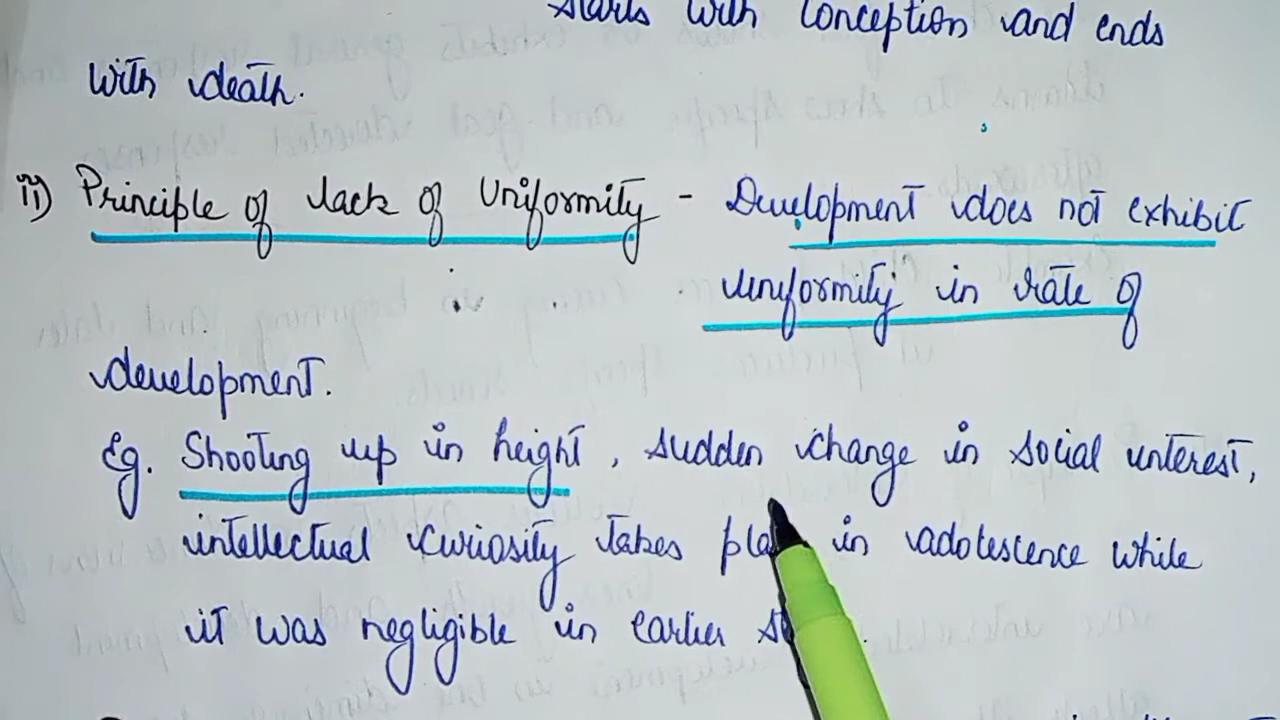 starts with conception and ends
with death.
ii) Principle of lack of Uniformity - Development does not exhibit
uniformity in rate of
development.
Eg. Shooting up in height, sudden change in social interest,
intellectual curiosity takes in adolescence while
it was negligible in earlier